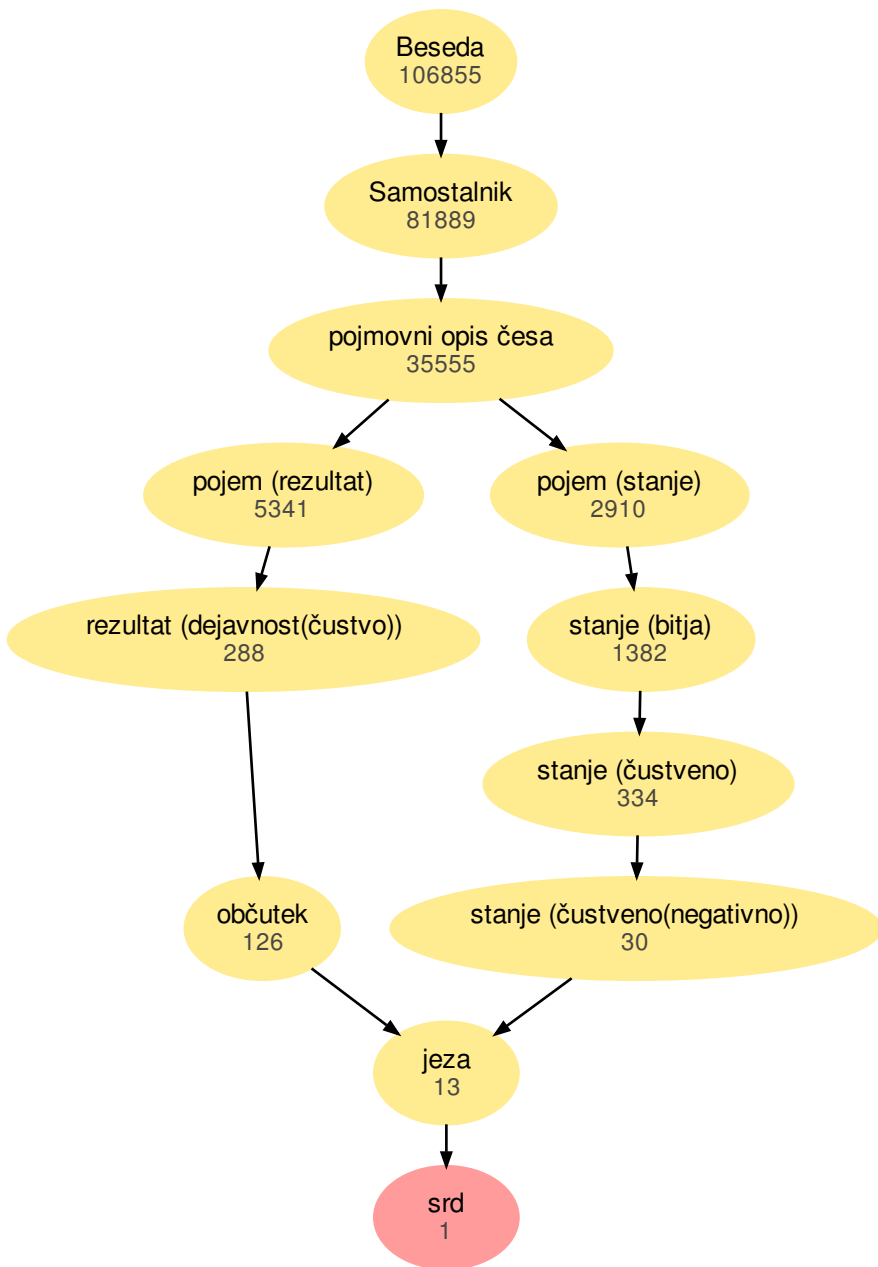 Beseda
106855
Samostalnik
81889
pojmovni opis česa
35555
pojem (rezultat)
5341
pojem (stanje)
2910
rezultat (dejavnost(čustvo))
288
stanje (bitja)
1382
stanje (čustveno)
334
občutek
126
stanje (čustveno(negativno))
30
jeza
13
srd
1